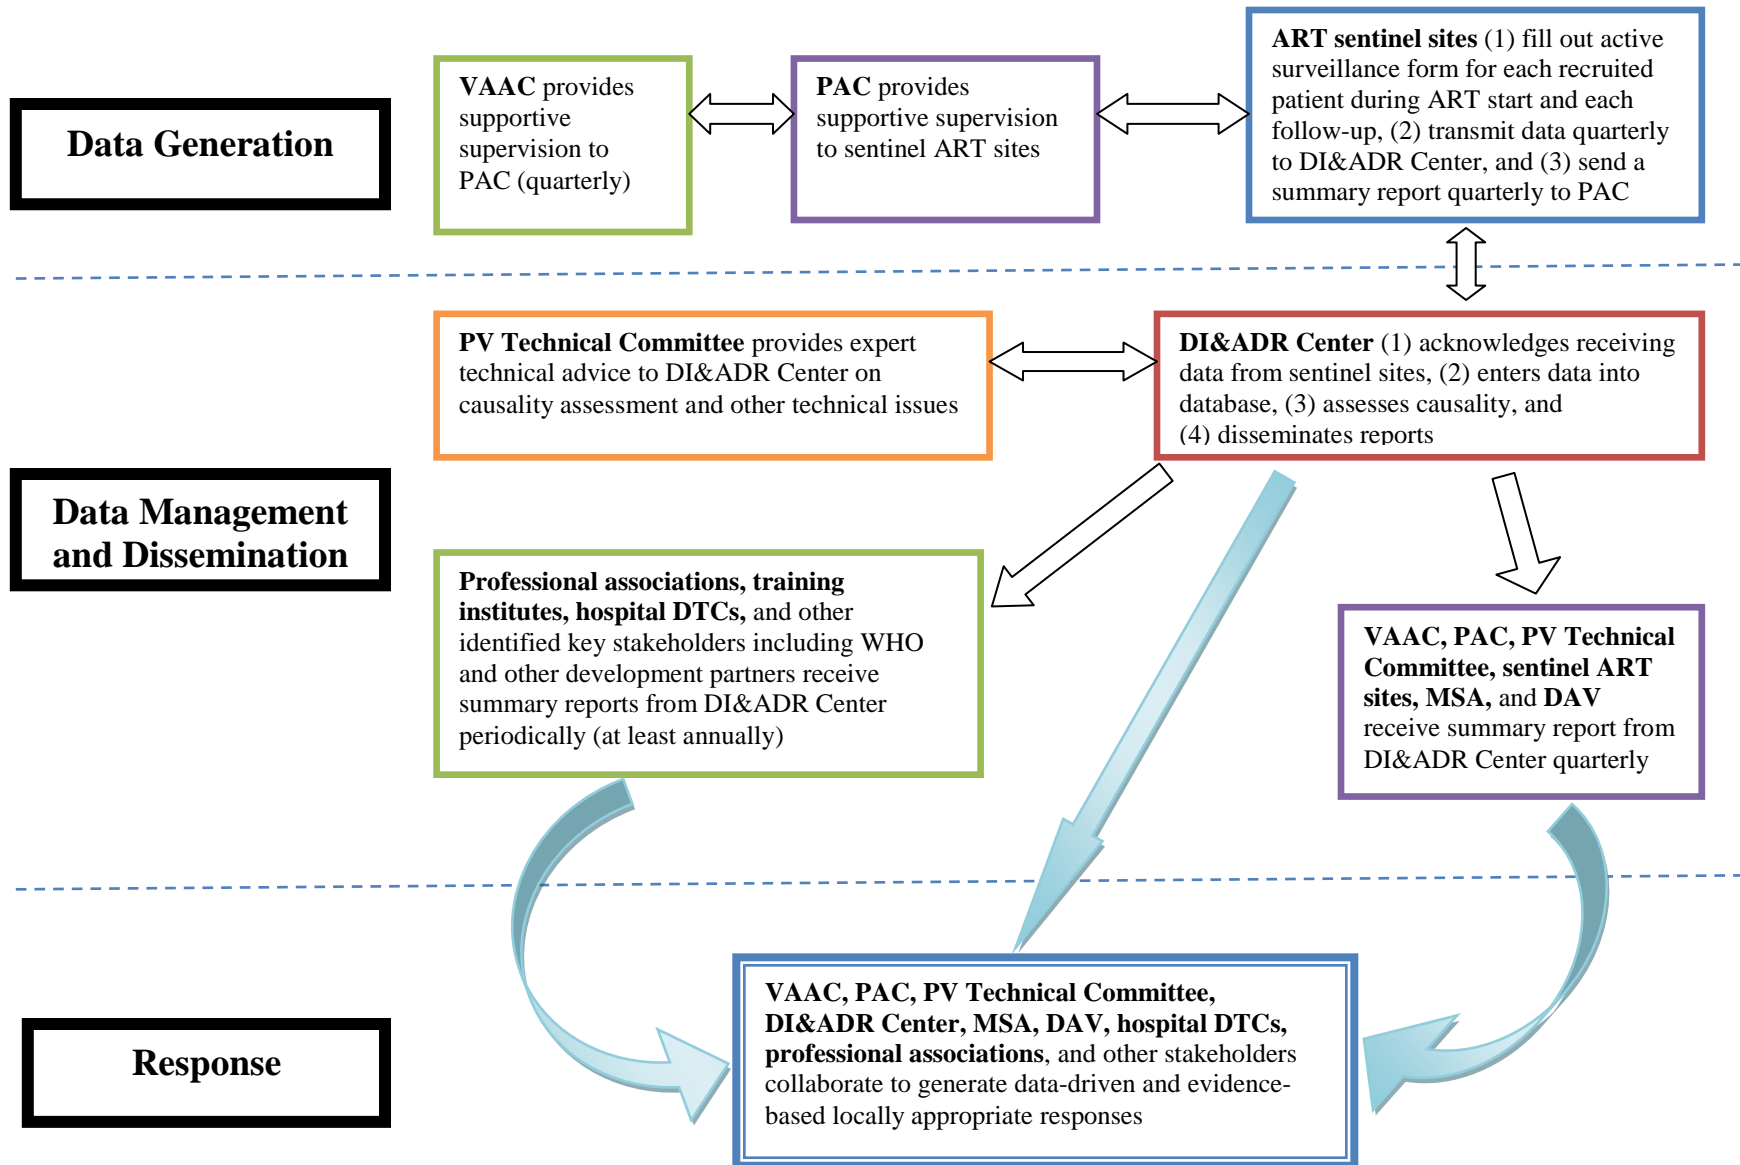 Data Generation
VAAC provides
supportive
supervision to
PAC (quarterly)
PAC provides
supportive supervision
to sentinel ART sites
ART sentinel sites (1) fill out active
surveillance form for each recruited
patient during ART start and each
follow-up, (2) transmit data quarterly
to DI&ADR Center, and (3) send a
summary report quarterly to PAC
Data Management
and Dissemination
PV Technical Committee provides expert
technical advice to DI&ADR Center on
causality assessment and other technical issues
DI&ADR Center (1) acknowledges receiving
data from sentinel sites, (2) enters data into
database, (3) assesses causality, and
(4) disseminates reports
Professional associations, training
institutes, hospital DTCs, and other
identified key stakeholders including WHO
and other development partners receive
summary reports from DI&ADR Center
periodically (at least annually)
VAAC, PAC, PV Technical
Committee, sentinel ART
sites, MSA, and DAV
receive summary report from
DI&ADR Center quarterly
Response
VAAC, PAC, PV Technical Committee,
DI&ADR Center, MSA, DAV, hospital DTCs,
professional associations, and other stakeholders
collaborate to generate data-driven and evidence-
based locally appropriate responses